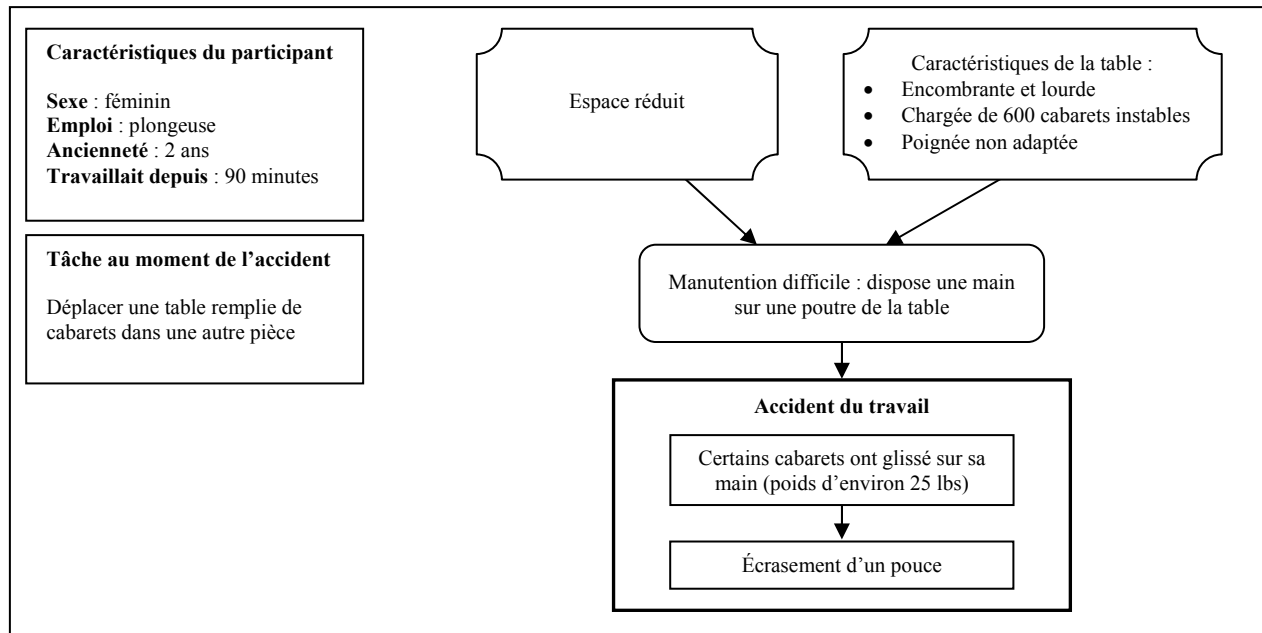 Caractéristiques du participant
Sexe : féminin
Emploi : plongeuse
Ancienneté : 2 ans
Travaillait depuis : 90 minutes
Tâche au moment de l’accident
Déplacer une table remplie de
cabarets dans une autre pièce
Espace réduit
Caractéristiques de la table :
• Encombrante et lourde
• Chargée de 600 cabarets instables
• Poignée non adaptée
Manutention difficile : dispose une main
sur une poutre de la table
Accident du travail
Certains cabarets ont glissé sur sa
main (poids d’environ 25 lbs)
Écrasement d’un pouce